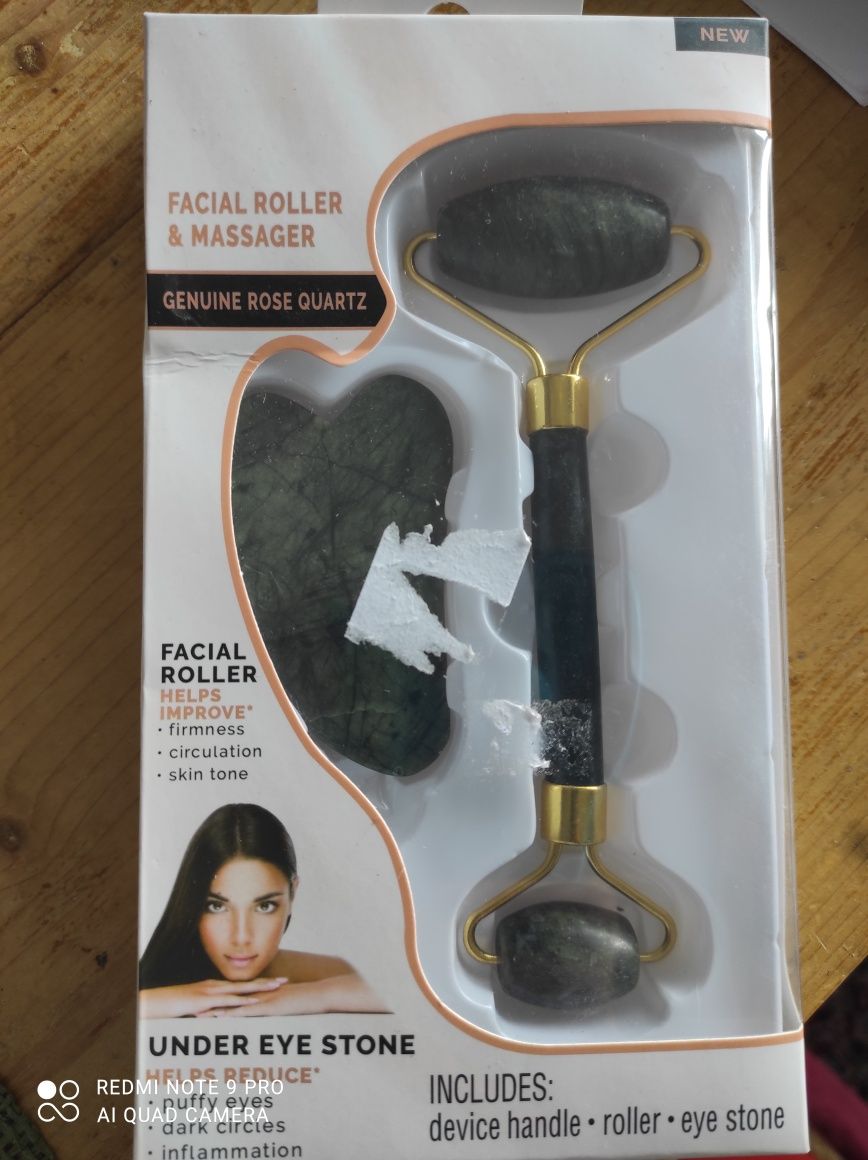 NEW
FACIAL ROLLER
& MASSAGER
GENUINE ROSE QUARTZ
FACIAL
ROLLER
HELPS
IMPROVE*
• firmness
• circulation
• skin tone
UNDER EYE STONE
HELPS REDUCE*
• puffy eyes
• dark circles
• inflammation
INCLUDES:
device handle • roller • eye stone
REDMI NOTE 9 PRO
AI QUAD CAMERA